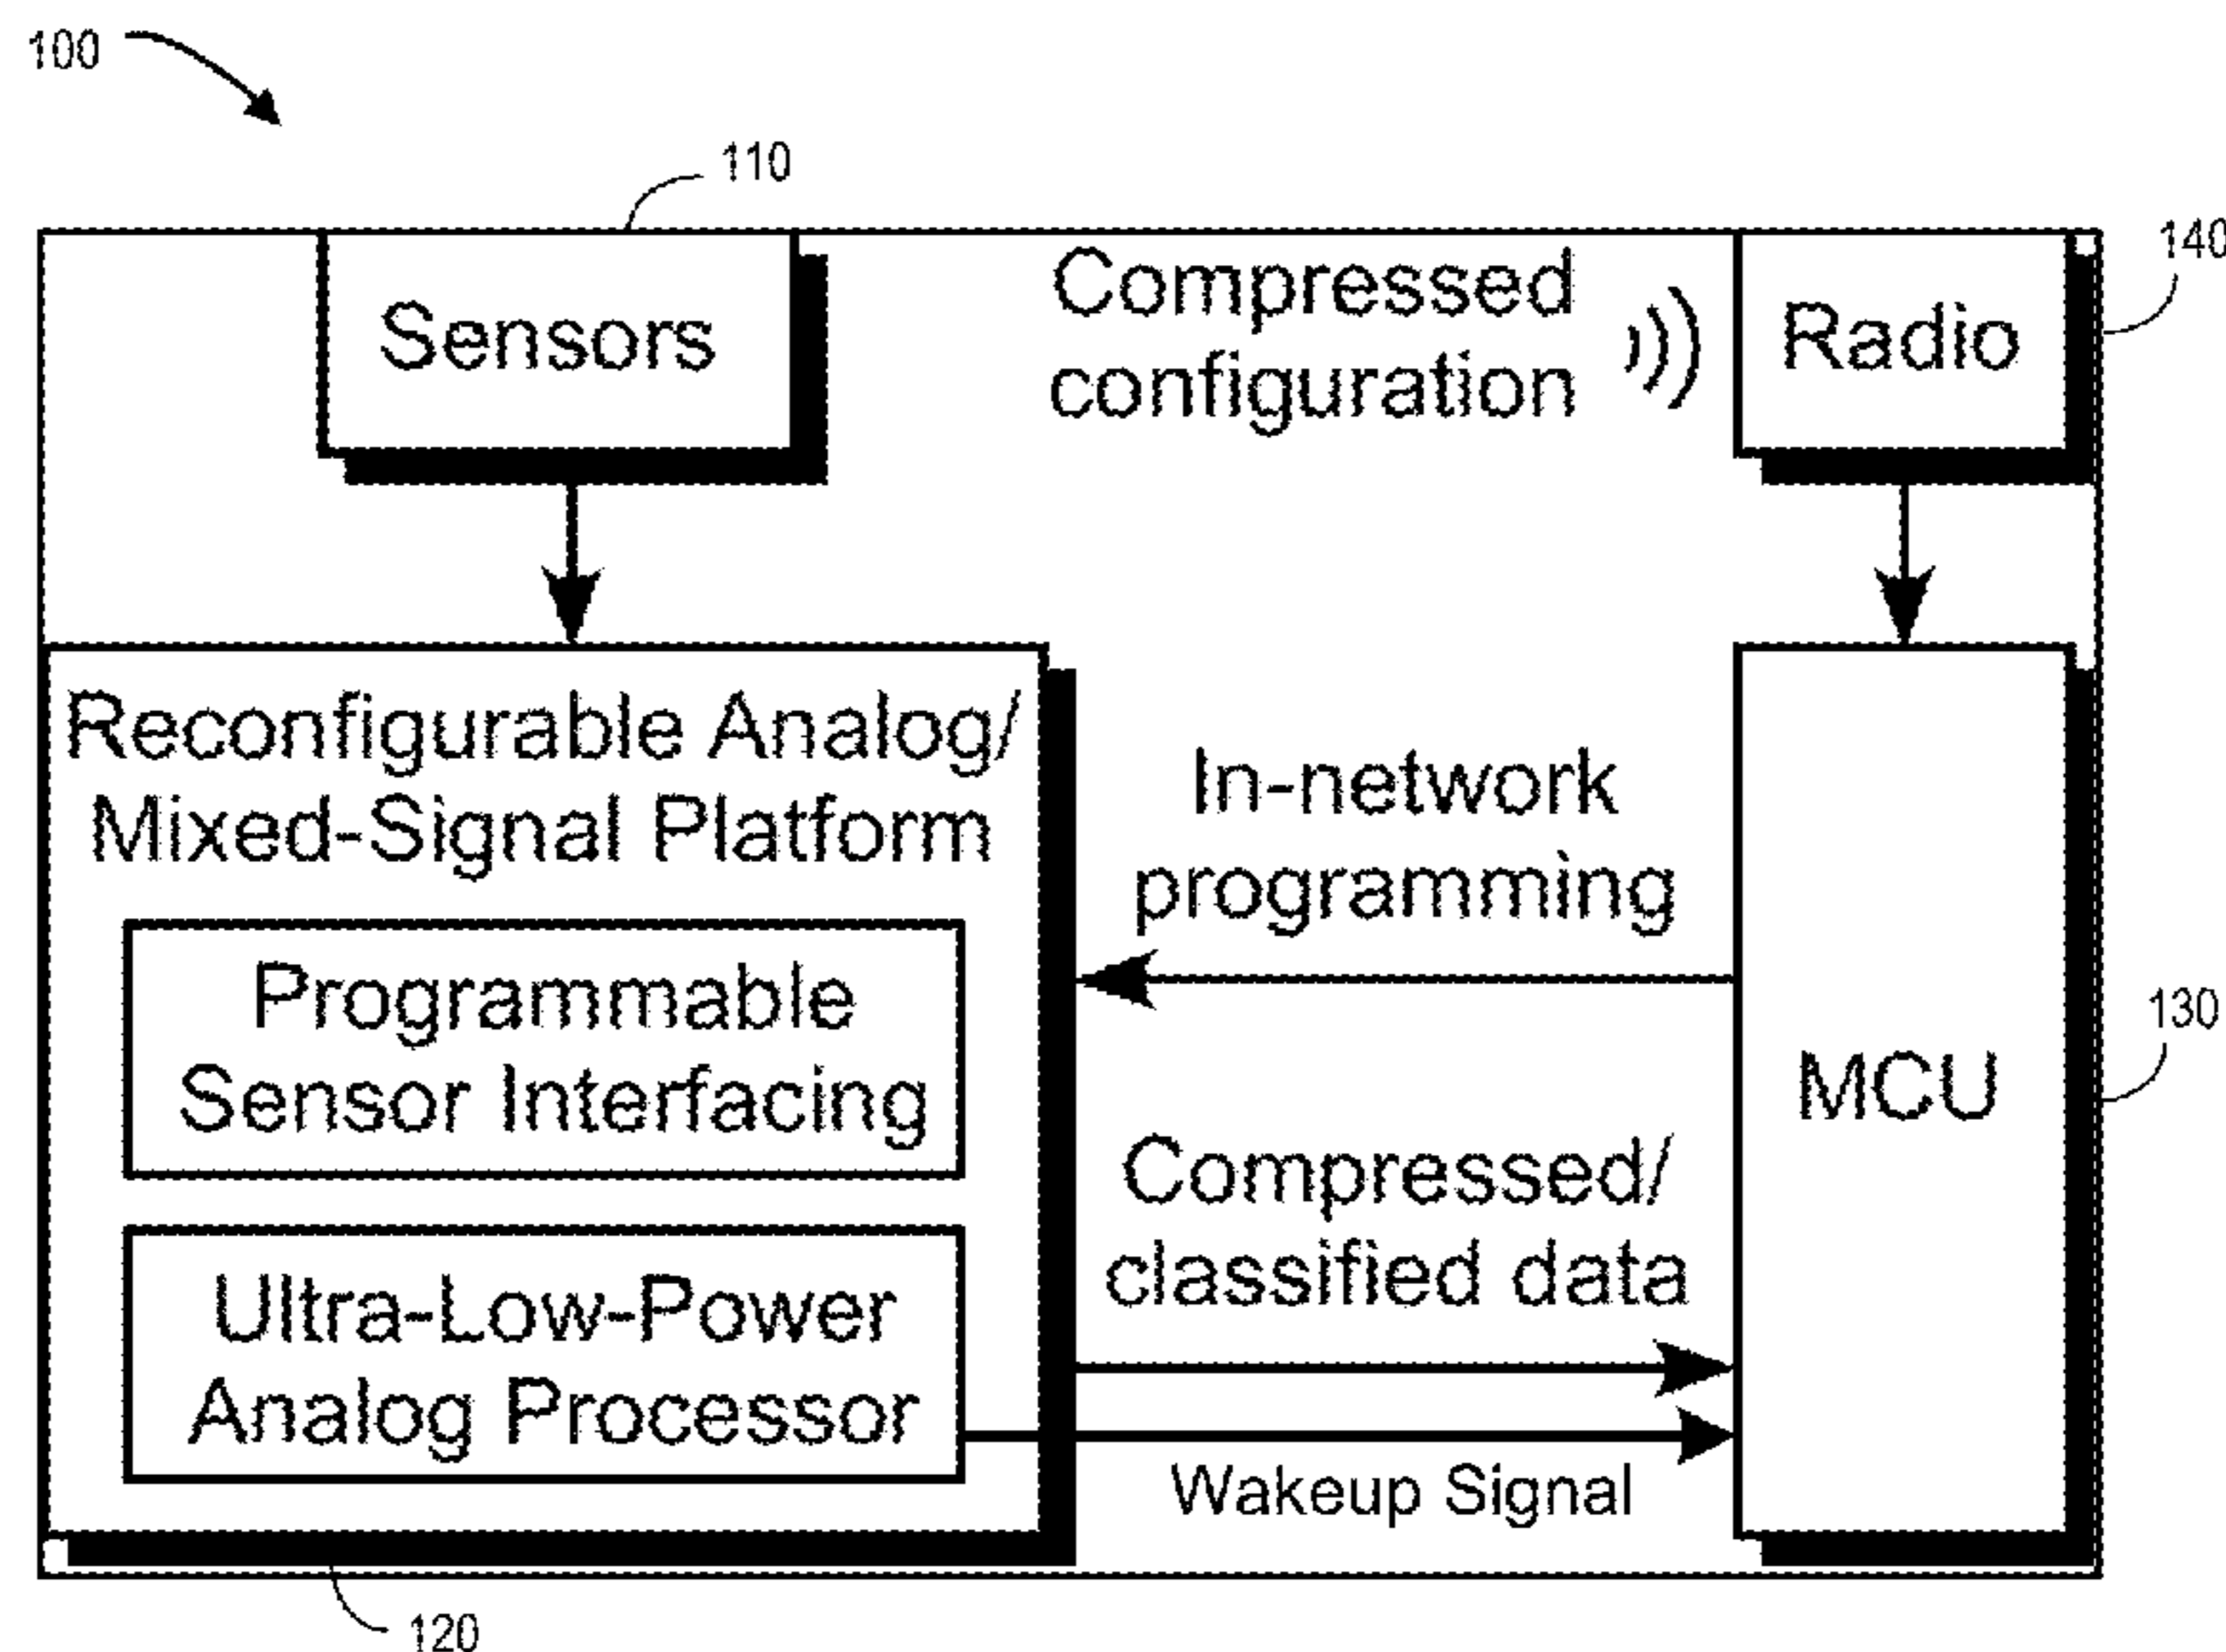 100
110
140
Sensors
Compressed
configuration
Radio
Reconfigurable Analog/
Mixed-Signal Platform
In-network
programming
Programmable
Sensor Interfacing
130
MCU
Compressed/
classified data
Ultra-Low-Power
Analog Processor
Wakeup Signal
120